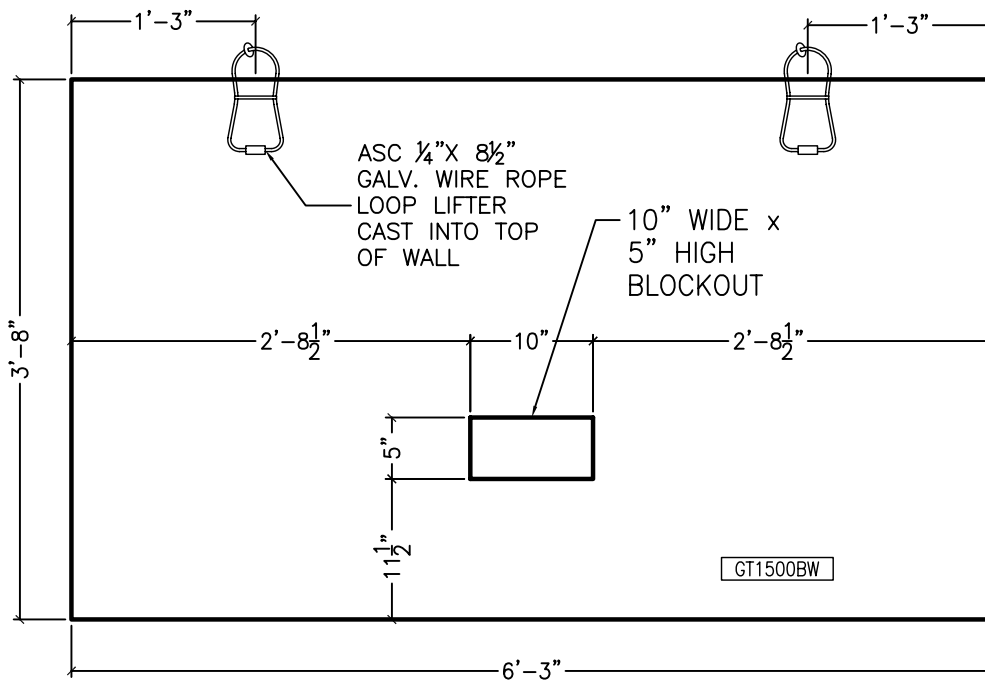 1'-3"
1'-3"
ASC ¼"X 8½"
GALV. WIRE ROPE
LOOP LIFTER
CAST INTO TOP
OF WALL
10" WIDE x
5" HIGH
BLOCKOUT
3'-8"
2'-8½"
10"
2'-8½"
5"
11½"
GT1500BW
6'-3"